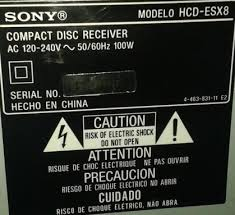 SONY MODELO HCD-ESX8
COMPACT DISC RECEIVER
AC 120-240V ~ 50/60Hz 100W
SERIAL NO.
HECHO EN CHINA
4-463-831-11 E2
CAUTION
RISK OF ELECTRIC SHOCK
DO NOT OPEN
ATTENTION
RISQUE DE CHOC ELECTRIQUE NE PAS OUVRIR
PRECAUCION
RIESGO DE CHOQUE ELÉCTRICO NO ABRIR
CUIDADO
RISCO DE CHOQUE ELÉTRICO, NÃO ABRA